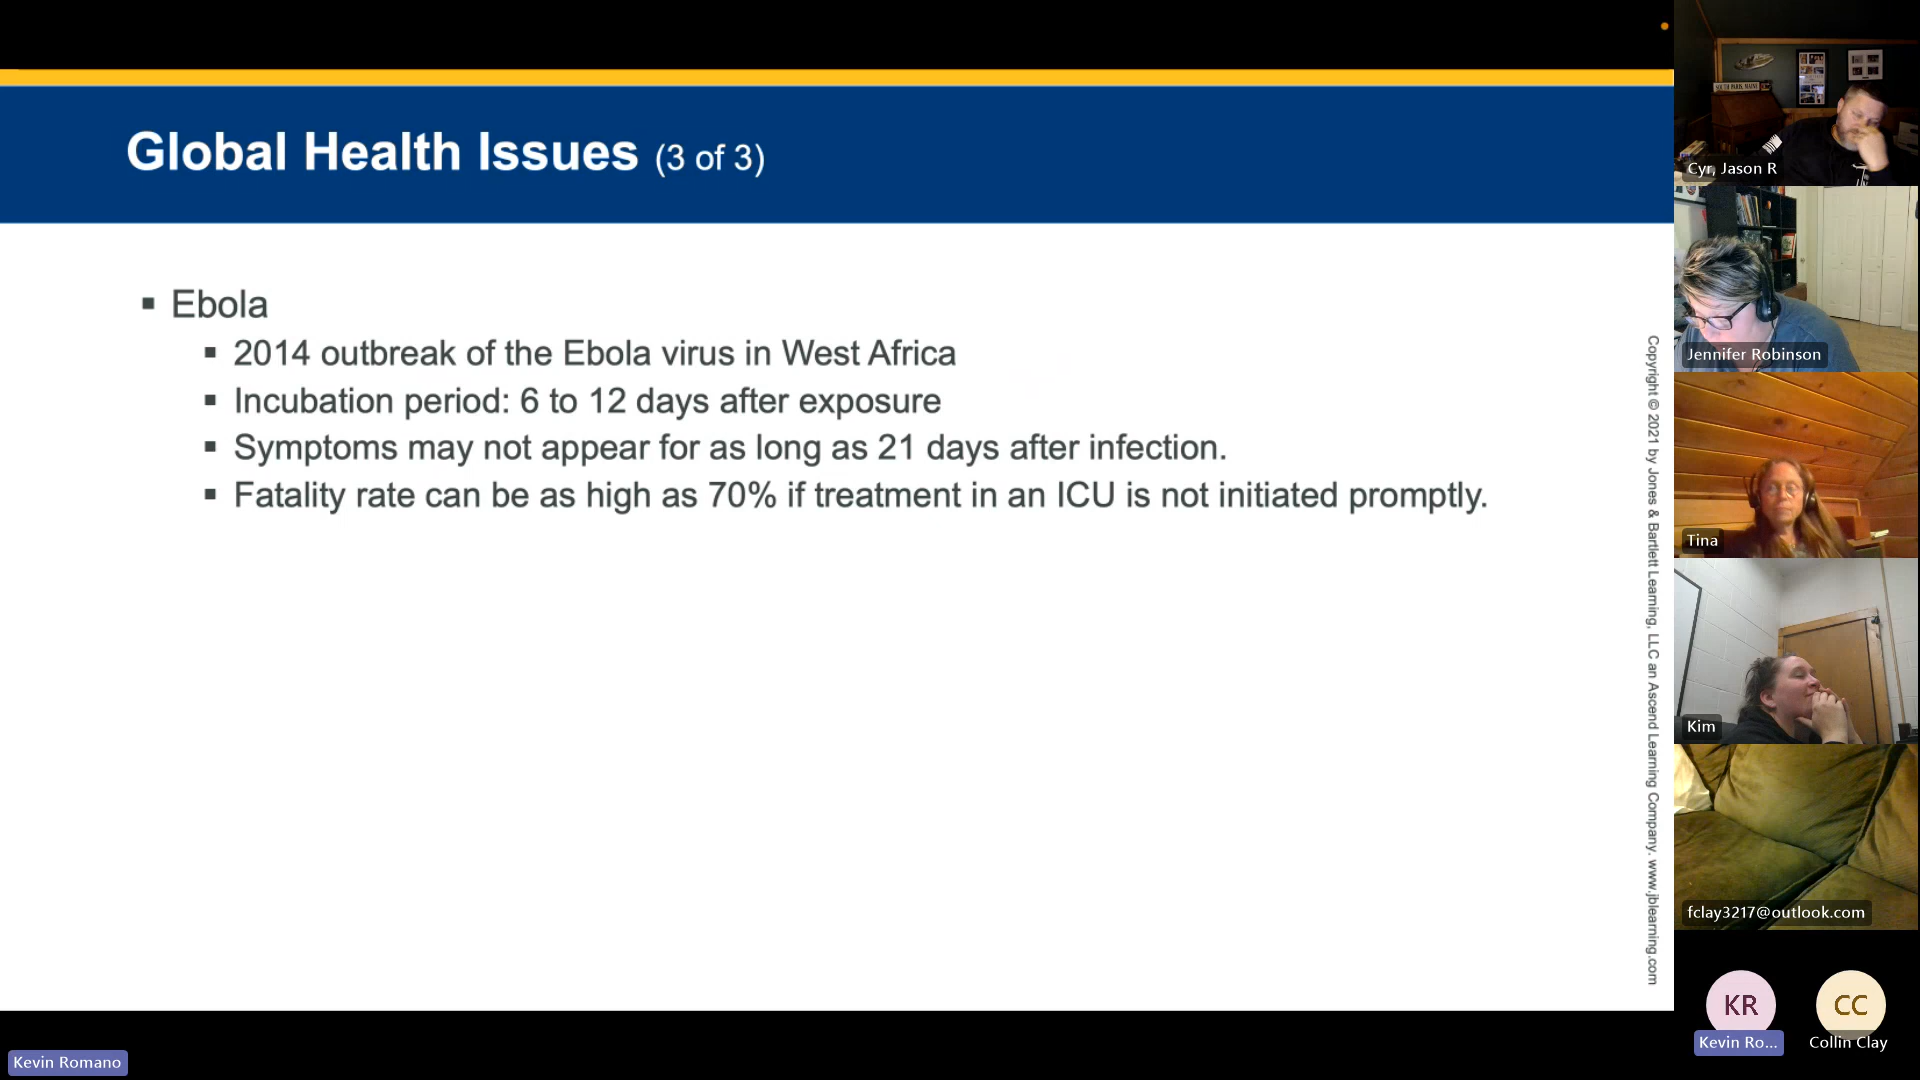 Global Health Issues (3 of 3)
▪ Ebola
▪ 2014 outbreak of the Ebola virus in West Africa
▪ Incubation period: 6 to 12 days after exposure
▪ Symptoms may not appear for as long as 21 days after infection.
▪ Fatality rate can be as high as 70% if treatment in an ICU is not initiated promptly.
Copyright © 2021 by Jones & Bartlett Learning, LLC an Ascend Learning Company. www.jblearning.com
Cyr, Jason R
Jennifer Robinson
Tina
Kim
fclay3217@outlook.com
KR
Kevin Ro...
CC
Collin Clay
Kevin Romano